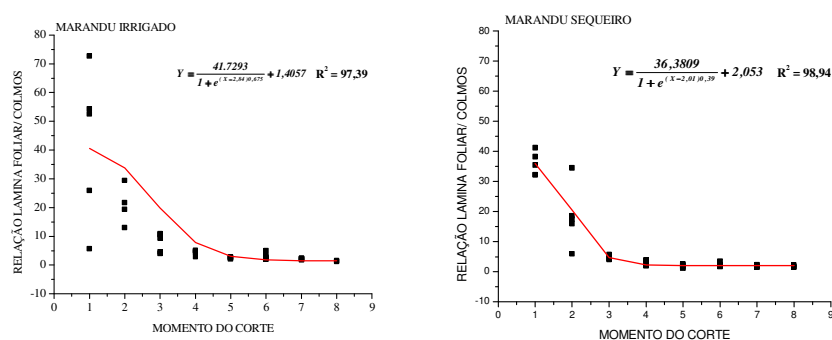 MARANDU IRRIGADO
Y = 41.7293 / 1 + e^(X−2,84)0,675 + 1,4057 R² = 97,39
RELAÇÃO LAMINA FOLIAR/ COLMOS
80
70
60
50
40
30
20
10
0
-10
0 1 2 3 4 5 6 7 8 9
MOMENTO DO CORTE
MARANDU SEQUEIRO
Y = 36,3809 / 1 + e^(X−2,01)0,39 + 2,053 R² = 98,94
RELAÇÃO LAMINA FOLIAR/ COLMOS
80
70
60
50
40
30
20
10
0
-10
0 1 2 3 4 5 6 7 8 9
MOMENTO DO CORTE